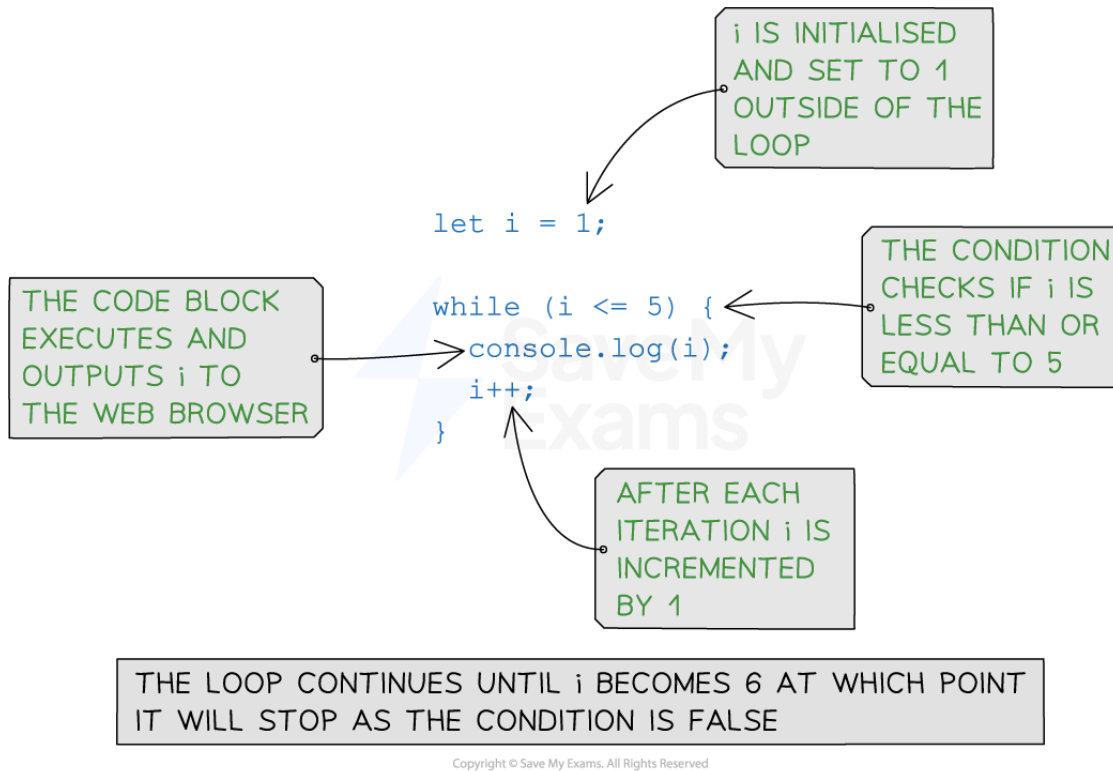 i IS INITIALISED
AND SET TO 1
OUTSIDE OF THE
LOOP
let i = 1;
THE CONDITION
CHECKS IF i IS
LESS THAN OR
EQUAL TO 5
THE CODE BLOCK
EXECUTES AND
OUTPUTS i TO
THE WEB BROWSER
while (i <= 5) {
console.log(i);
i++;
}
SaveMy
Exams
AFTER EACH
ITERATION i IS
INCREMENTED
BY 1
THE LOOP CONTINUES UNTIL i BECOMES 6 AT WHICH POINT
IT WILL STOP AS THE CONDITION IS FALSE
Copyright © Save My Exams. All Rights Reserved